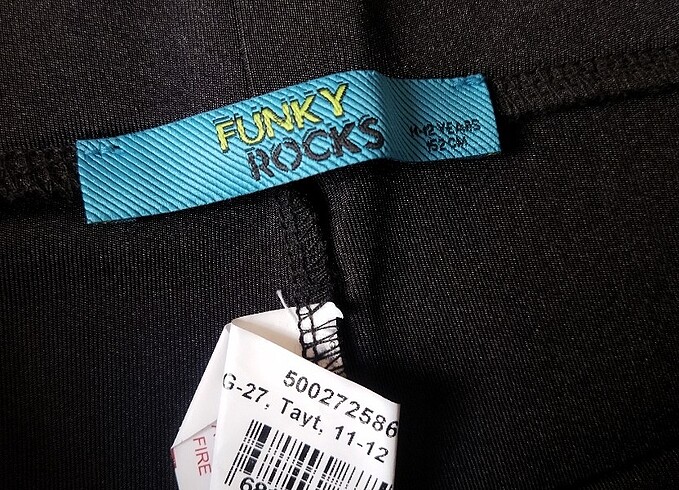 FUNKY
ROCKS
11-12 YEARS
152 CM
500272586
G-27, Tayt, 11-12
FIRE